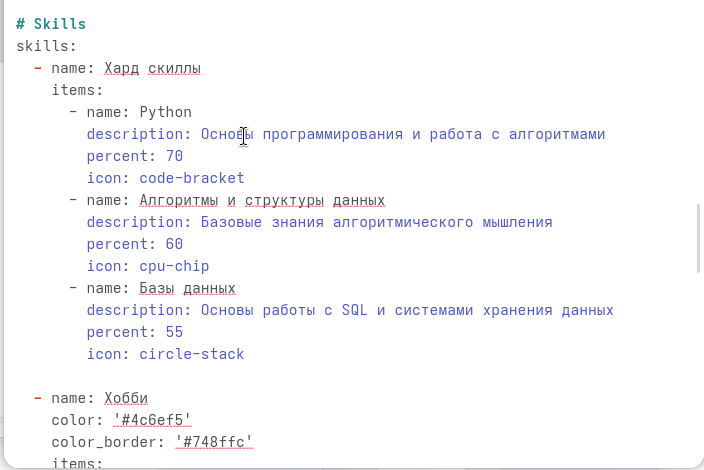 # Skills
skills:
- name: Хард скиллы
items:
- name: Python
description: Основы программирования и работа с алгоритмами
percent: 70
icon: code-bracket
- name: Алгоритмы и структуры данных
description: Базовые знания алгоритмического мышления
percent: 60
icon: cpu-chip
- name: Базы данных
description: Основы работы с SQL и системами хранения данных
percent: 55
icon: circle-stack
- name: Хобби
color: '#4c6ef5'
color_border: '#748ffc'
items: